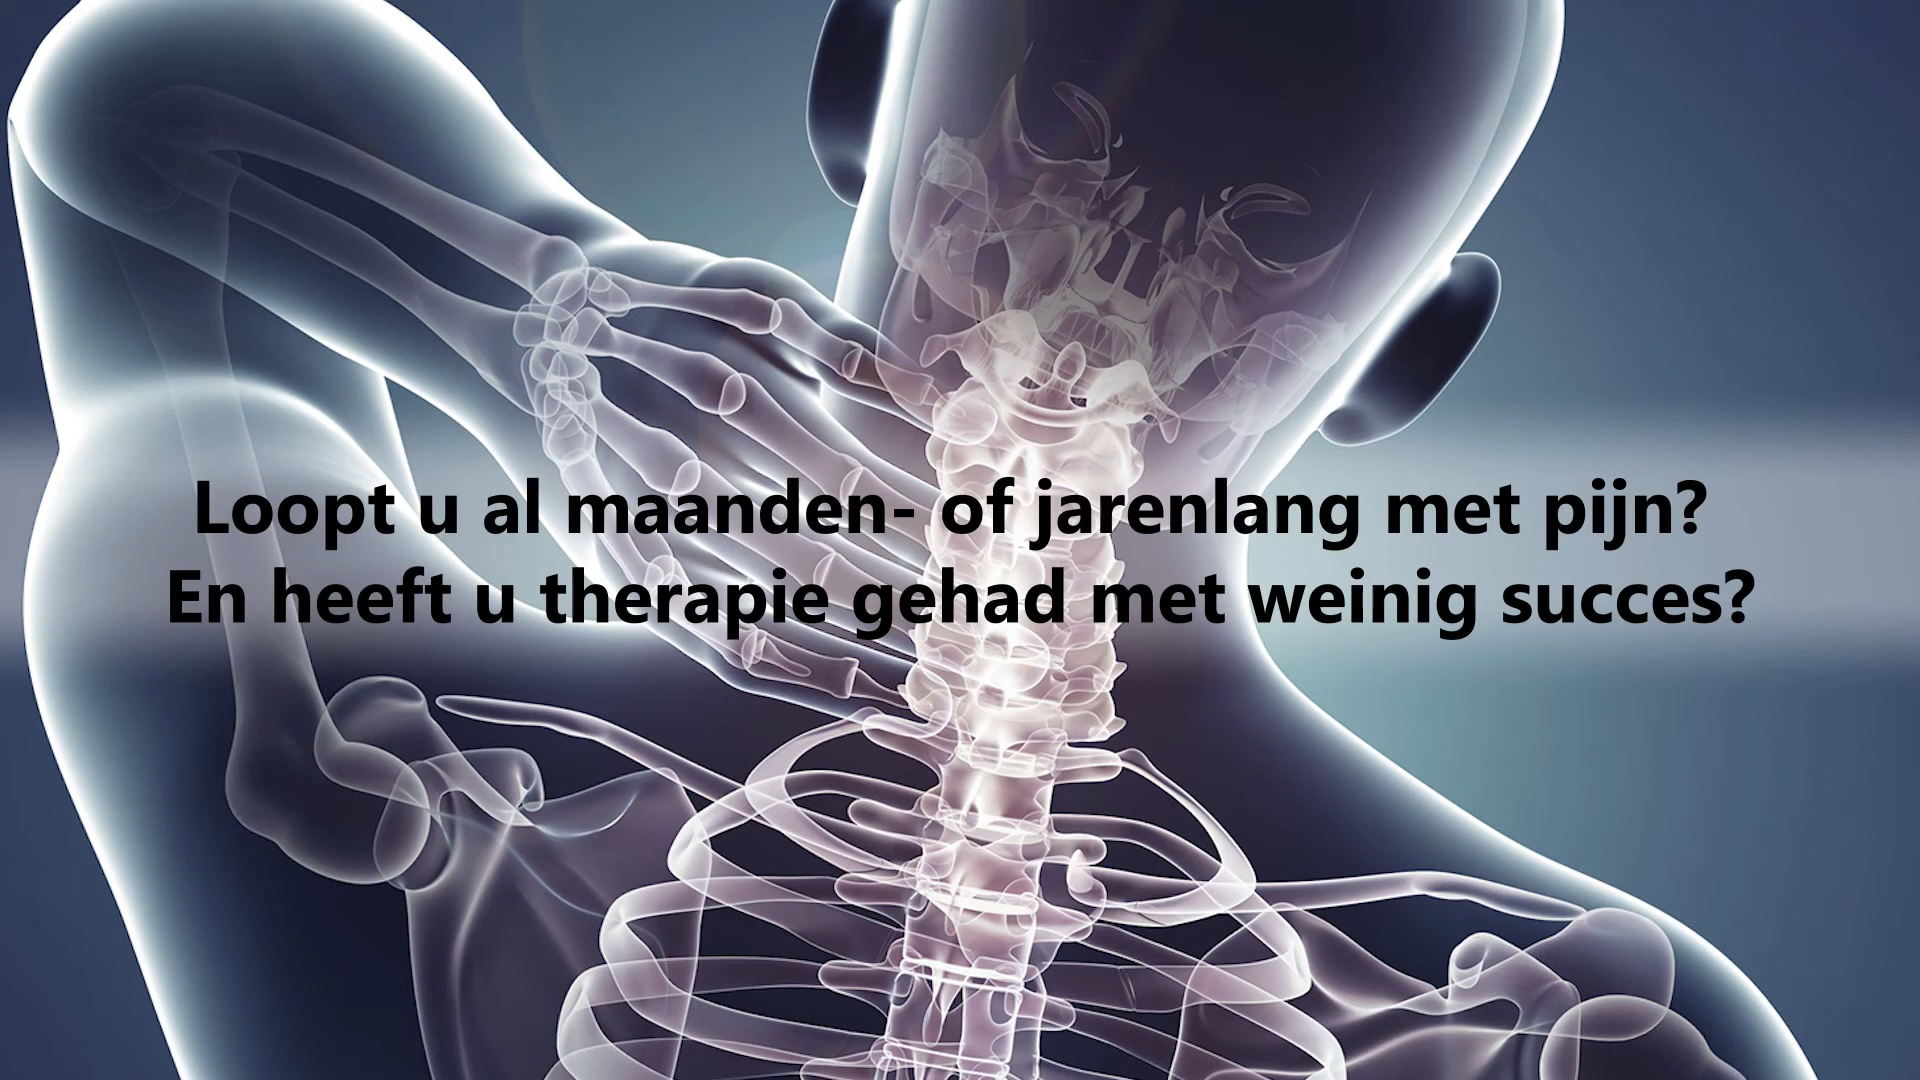 Loopt u al maanden- of jarenlang met pijn?
En heeft u therapie gehad met weinig succes?